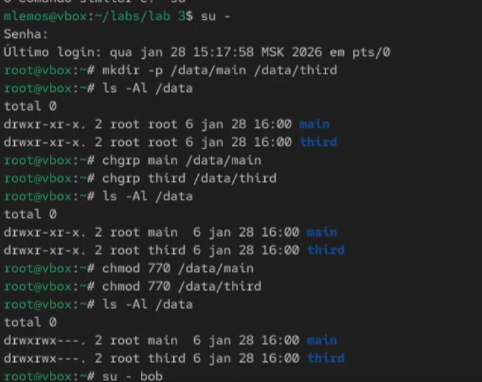 mlemos@vbox:~/labs/lab 3$ su -
Senha:
Último login: qua jan 28 15:17:58 MSK 2026 em pts/0
root@vbox:~# mkdir -p /data/main /data/third
root@vbox:~# ls -Al /data
total 0
drwxr-xr-x. 2 root root 6 jan 28 16:00 main
drwxr-xr-x. 2 root root 6 jan 28 16:00 third
root@vbox:~# chgrp main /data/main
root@vbox:~# chgrp third /data/third
root@vbox:~# ls -Al /data
total 0
drwxr-xr-x. 2 root main  6 jan 28 16:00 main
drwxr-xr-x. 2 root third 6 jan 28 16:00 third
root@vbox:~# chmod 770 /data/main
root@vbox:~# chmod 770 /data/third
root@vbox:~# ls -Al /data
total 0
drwxrwx---. 2 root main  6 jan 28 16:00 main
drwxrwx---. 2 root third 6 jan 28 16:00 third
root@vbox:~# su - bob